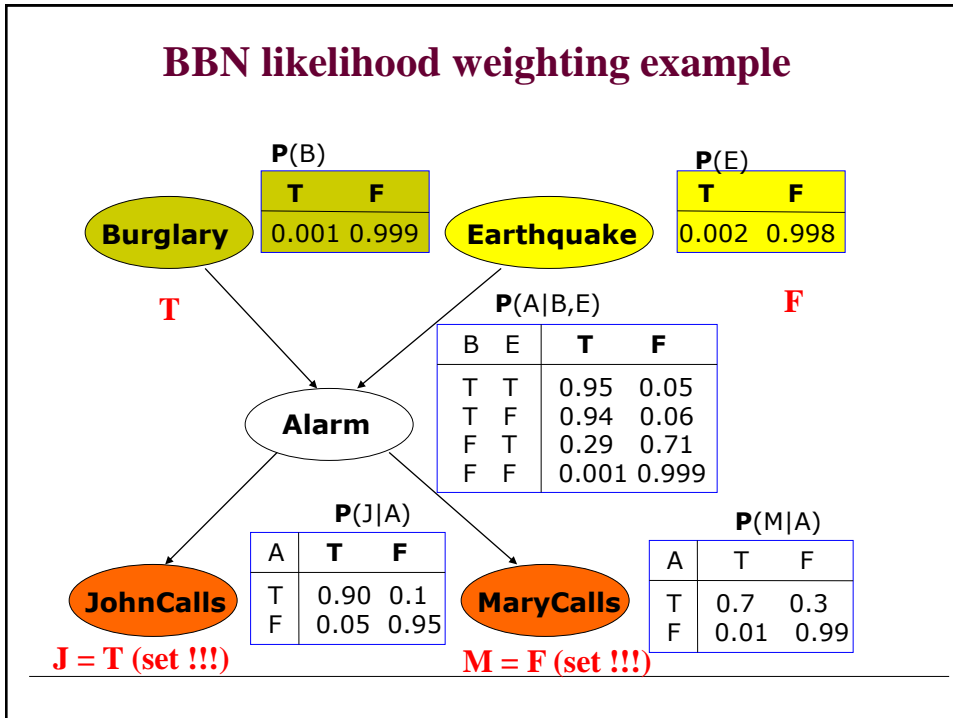 BBN likelihood weighting example
P(B)
T F
0.001 0.999
P(E)
T F
0.002 0.998
Burglary
Earthquake
T
F
P(A|B,E)
B E T F
T T 0.95 0.05
T F 0.94 0.06
F T 0.29 0.71
F F 0.001 0.999
Alarm
P(J|A)
A T F
T 0.90 0.1
F 0.05 0.95
P(M|A)
A T F
T 0.7 0.3
F 0.01 0.99
JohnCalls
MaryCalls
J = T (set !!!)
M = F (set !!!)